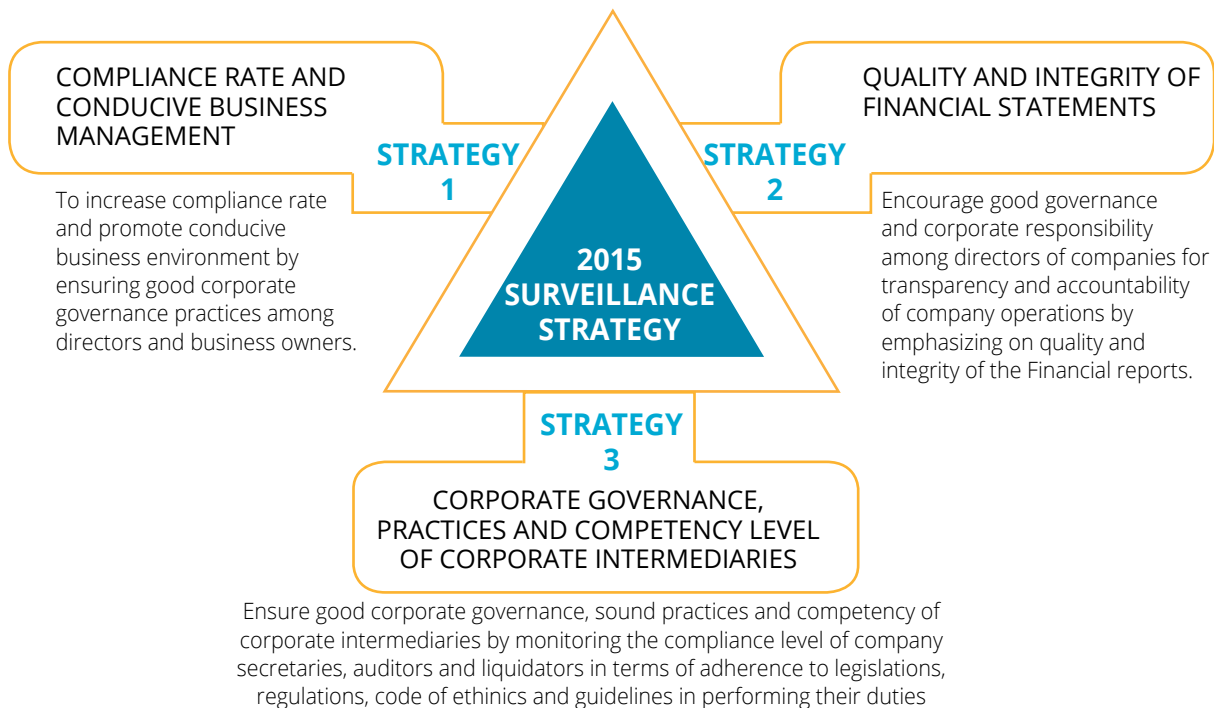 COMPLIANCE RATE AND
CONDUCIVE BUSINESS
MANAGEMENT
STRATEGY
1
To increase compliance rate
and promote conducive
business environment by
ensuring good corporate
governance practices among
directors and business owners.
QUALITY AND INTEGRITY OF
FINANCIAL STATEMENTS
STRATEGY
2
Encourage good governance
and corporate responsibility
among directors of companies for
transparency and accountability
of company operations by
emphasizing on quality and
integrity of the Financial reports.
2015
SURVEILLANCE
STRATEGY
STRATEGY
3
CORPORATE GOVERNANCE,
PRACTICES AND COMPETENCY LEVEL
OF CORPORATE INTERMEDIARIES
Ensure good corporate governance, sound practices and competency of
corporate intermediaries by monitoring the compliance level of company
secretaries, auditors and liquidators in terms of adherence to legislations,
regulations, code of ethinics and guidelines in performing their duties